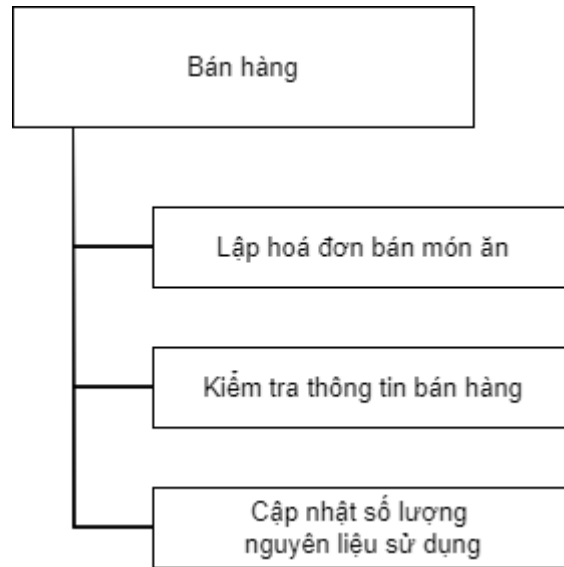 Bán hàng
Lập hoá đơn bán món ăn
Kiểm tra thông tin bán hàng
Cập nhật số lượng
nguyên liệu sử dụng